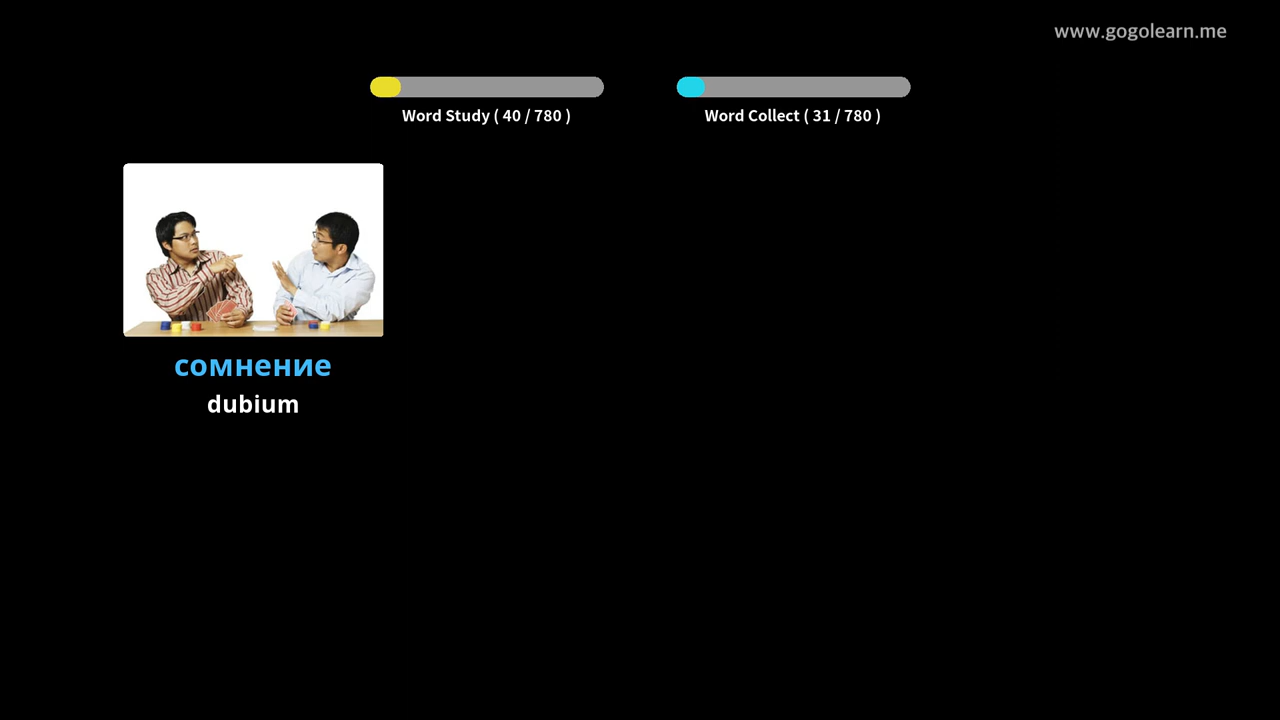 www.gogolearn.me
Word Study ( 40 / 780 )
Word Collect ( 31 / 780 )
сомнение
dubium